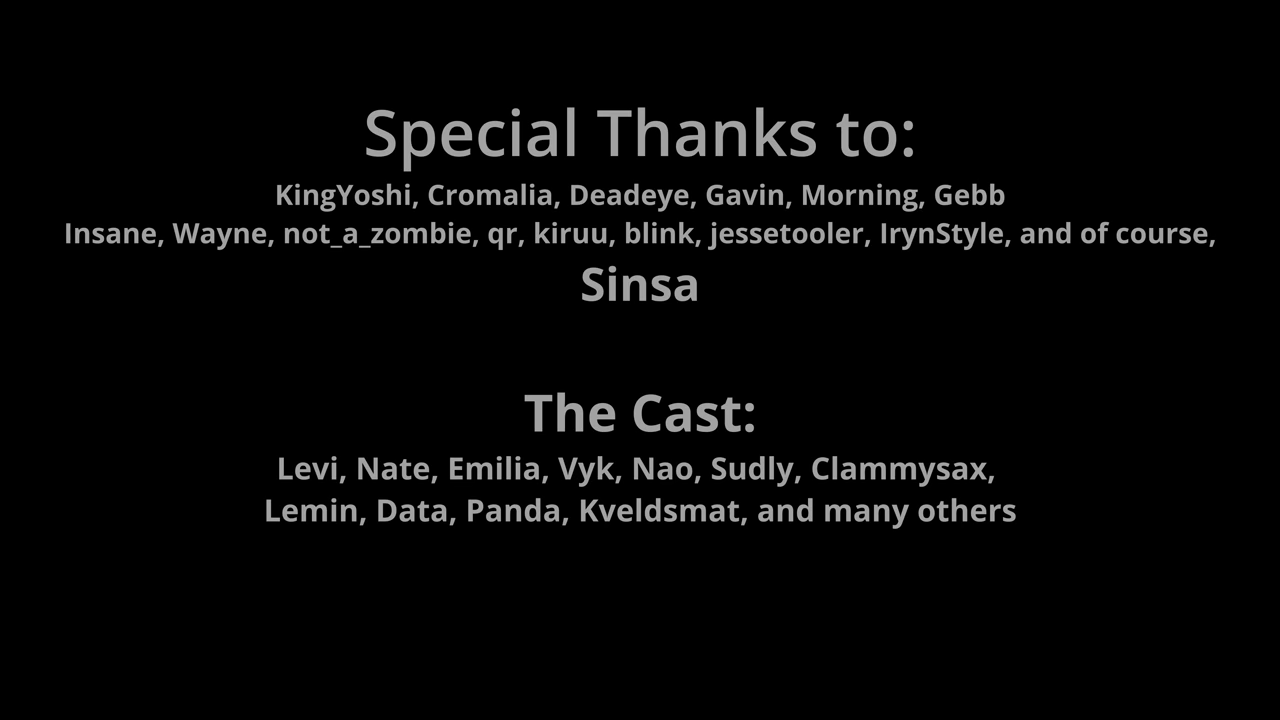 Special Thanks to:
KingYoshi, Cromalia, Deadeye, Gavin, Morning, Gebb
Insane, Wayne, not_a_zombie, qr, kiruu, blink, jessetooler, IrynStyle, and of course,
Sinsa
The Cast:
Levi, Nate, Emilia, Vyk, Nao, Sudly, Clammysax,
Lemin, Data, Panda, Kveldsmat, and many others